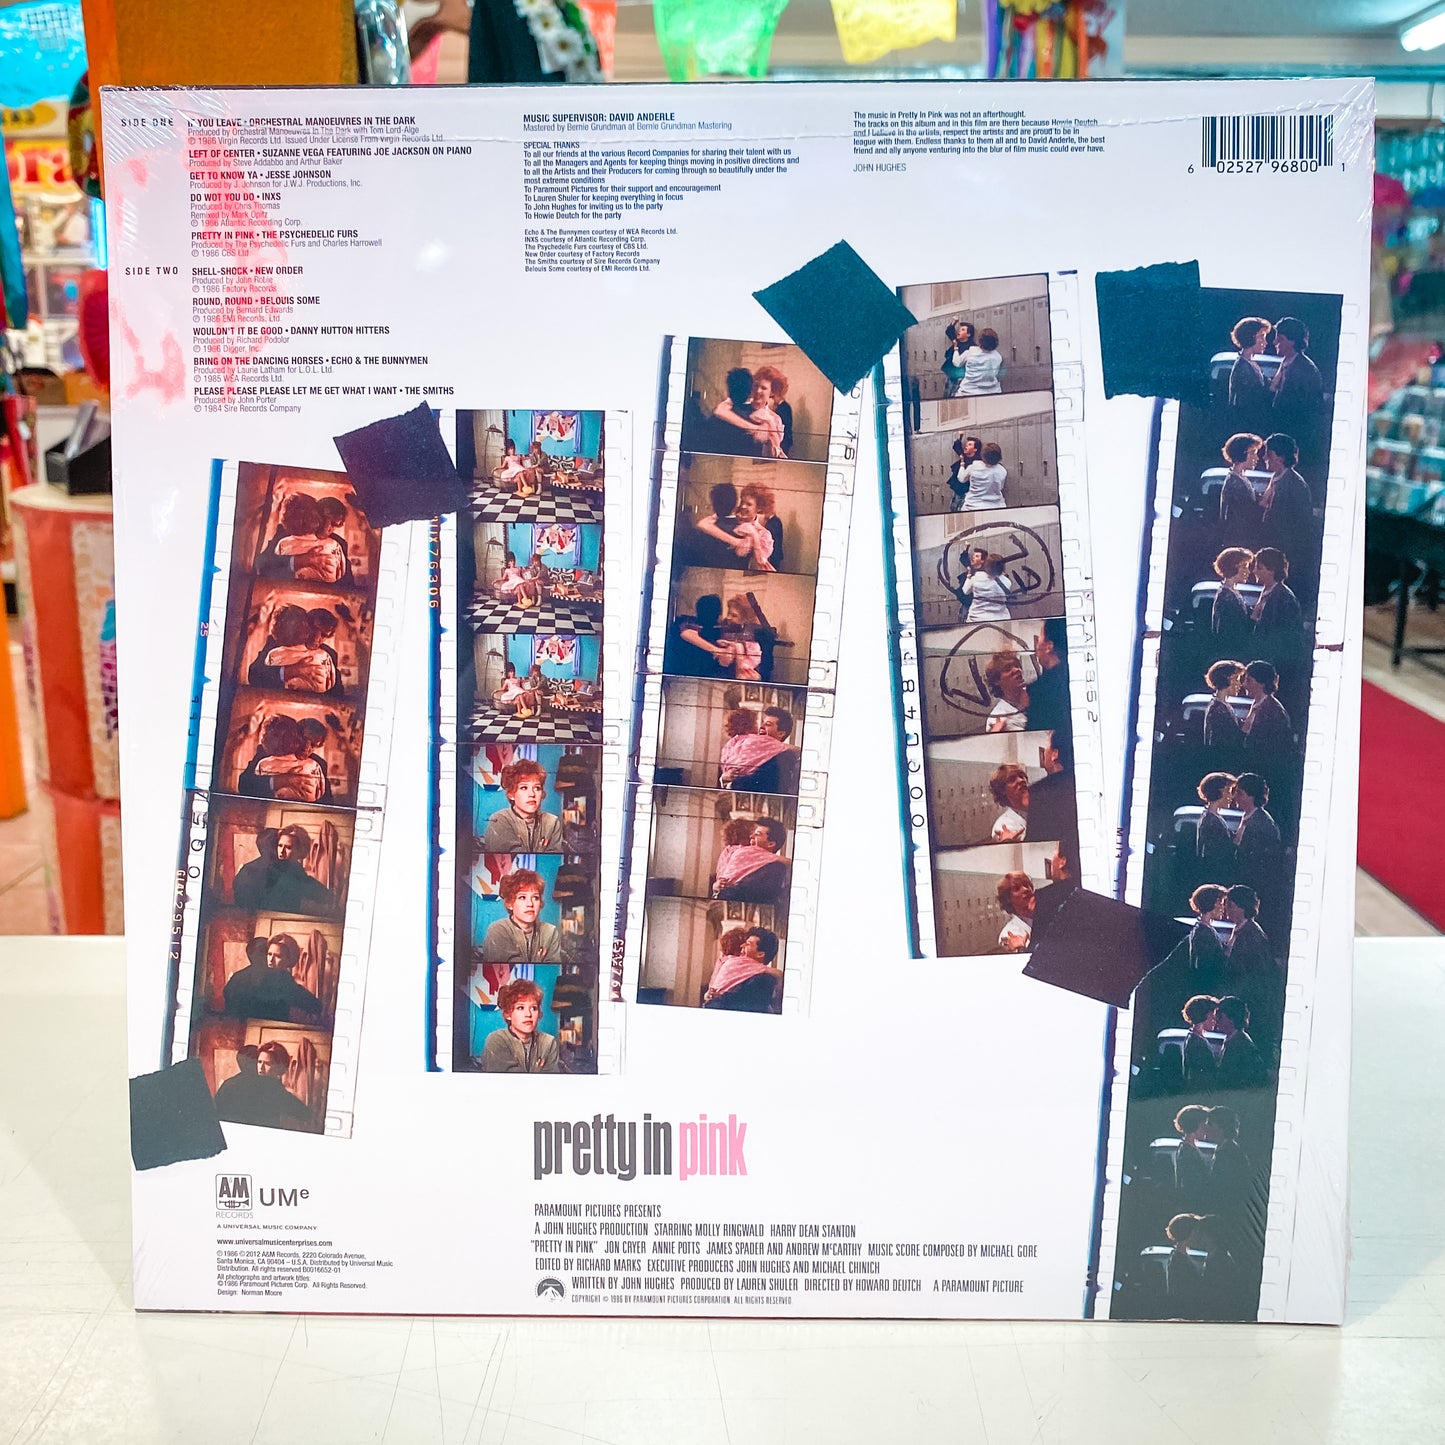 SIDE ONE
IF YOU LEAVE • ORCHESTRAL MANOEUVRES IN THE DARK
Produced by Orchestral Manoeuvres In The Dark with Tom Lord-Alge
℗ 1986 Virgin Records Ltd. Issued Under License From Virgin Records Ltd.
LEFT OF CENTER • SUZANNE VEGA FEATURING JOE JACKSON ON PIANO
Produced by Steve Addabbo and Arthur Baker
GET TO KNOW YA • JESSE JOHNSON
Produced by J. Johnson for J.W.J. Productions, Inc.
DO WOT YOU DO • INXS
Produced by Chris Thomas
Remixed by Mark Opitz
℗ 1986 Atlantic Recording Corp.
PRETTY IN PINK • THE PSYCHEDELIC FURS
Produced by The Psychedelic Furs and Charles Harrowell
℗ 1986 CBS Ltd.
SIDE TWO
SHELL-SHOCK • NEW ORDER
Produced by John Robie
℗ 1986 Factory Records
ROUND, ROUND • BELOUIS SOME
Produced by Bernard Edwards
℗ 1986 EMI Records, Ltd.
WOULDN'T IT BE GOOD • DANNY HUTTON HITTERS
Produced by Richard Podolor
℗ 1986 Digger, Inc.
BRING ON THE DANCING HORSES • ECHO & THE BUNNYMEN
Produced by Laurie Latham for L.O.L. Ltd.
℗ 1985 WEA Records Ltd.
PLEASE PLEASE PLEASE LET ME GET WHAT I WANT • THE SMITHS
Produced by John Porter
℗ 1984 Sire Records Company
MUSIC SUPERVISOR: DAVID ANDERLE
Mastered by Bernie Grundman at Bernie Grundman Mastering
SPECIAL THANKS
To all our friends at the various Record Companies for sharing their talent with us
To all the Managers and Agents for keeping things moving in positive directions and
to all the Artists and their Producers for coming through so beautifully under the
most extreme conditions
To Paramount Pictures for their support and encouragement
To Lauren Shuler for keeping everything in focus
To John Hughes for inviting us to the party
To Howie Deutch for the party
Echo & The Bunnymen courtesy of WEA Records Ltd.
INXS courtesy of Atlantic Recording Corp.
The Psychedelic Furs courtesy of CBS Ltd.
New Order courtesy of Factory Records
The Smiths courtesy of Sire Records Company
Belouis Some courtesy of EMI Records Ltd.
The music in Pretty In Pink was not an afterthought.
The tracks on this album and in this film are there because Howie Deutch
and I believe in the artists, respect the artists and are proud to be in
league with them. Endless thanks to them all and to David Anderle, the best
friend and ally anyone venturing into the blur of film music could ever have.
JOHN HUGHES
6 02527 96800 1
pretty in pink
A&M
RECORDS
UMe
A UNIVERSAL MUSIC COMPANY
www.universalmusicenterprises.com
℗ 1986 © 2012 A&M Records, 2220 Colorado Avenue,
Santa Monica, CA 90404 – U.S.A. Distributed by Universal Music
Distribution. All rights reserved B0016652-01
All photographs and artwork titles:
©1986 Paramount Pictures Corp. All Rights Reserved.
Design: Norman Moore
PARAMOUNT PICTURES PRESENTS
A JOHN HUGHES PRODUCTION STARRING MOLLY RINGWALD HARRY DEAN STANTON
"PRETTY IN PINK" JON CRYER ANNIE POTTS JAMES SPADER AND ANDREW McCARTHY MUSIC SCORE COMPOSED BY MICHAEL GORE
EDITED BY RICHARD MARKS EXECUTIVE PRODUCERS JOHN HUGHES AND MICHAEL CHINICH
WRITTEN BY JOHN HUGHES PRODUCED BY LAUREN SHULER DIRECTED BY HOWARD DEUTCH A PARAMOUNT PICTURE
COPYRIGHT © 1986 BY PARAMOUNT PICTURES CORPORATION ALL RIGHTS RESERVED.